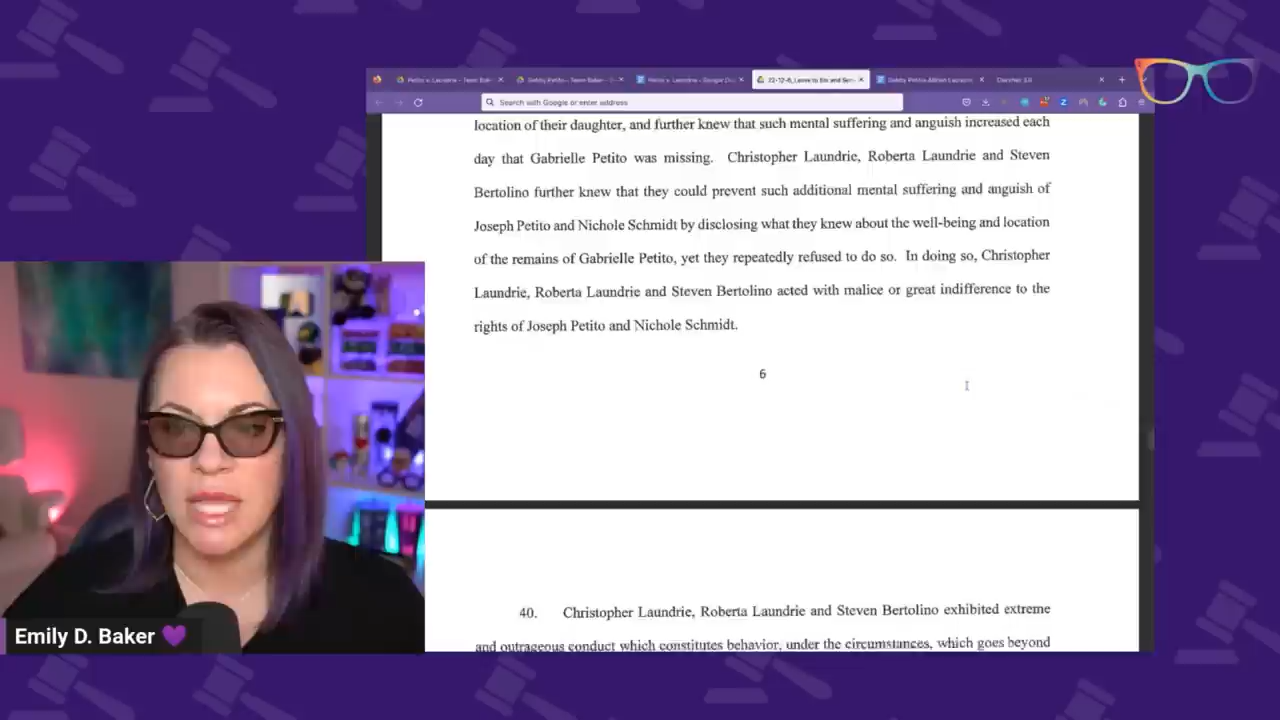 Search with Google or enter address
location of their daughter, and further knew that such mental suffering and anguish increased each
day that Gabrielle Petito was missing. Christopher Laundrie, Roberta Laundrie and Steven
Bertolino further knew that they could prevent such additional mental suffering and anguish of
Joseph Petito and Nichole Schmidt by disclosing what they knew about the well-being and location
of the remains of Gabrielle Petito, yet they repeatedly refused to do so. In doing so, Christopher
Laundrie, Roberta Laundrie and Steven Bertolino acted with malice or great indifference to the
rights of Joseph Petito and Nichole Schmidt.
6
40. Christopher Laundrie, Roberta Laundrie and Steven Bertolino exhibited extreme
and outrageous conduct which constitutes behavior, under the circumstances, which goes beyond
Emily D. Baker